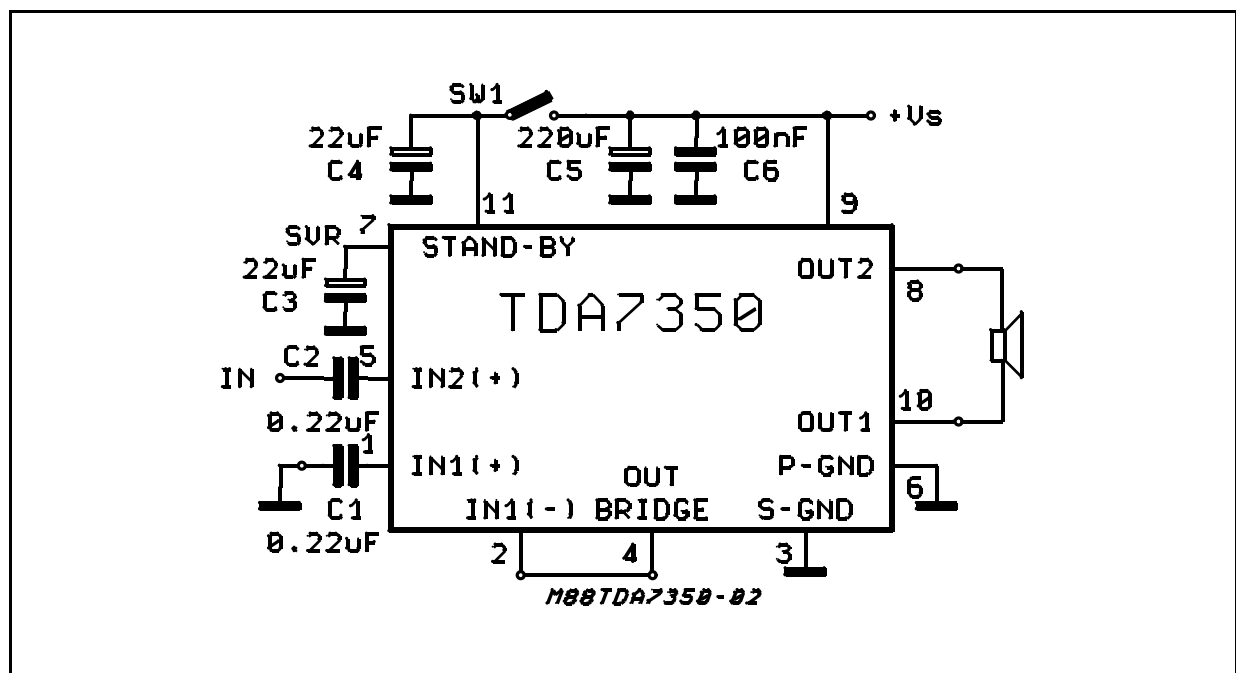 SW1
+Vs
22uF
C4
220uF
C5
100nF
C6
11
9
7
SVR
STAND-BY
22uF
C3
OUT2
8
TDA7350
C2
5
IN
IN2(+)
0.22uF
10
OUT1
1
IN1(+)
P-GND
6
C1
0.22uF
IN1(-)
OUT
BRIDGE
S-GND
2
4
3
M88TDA7350-02